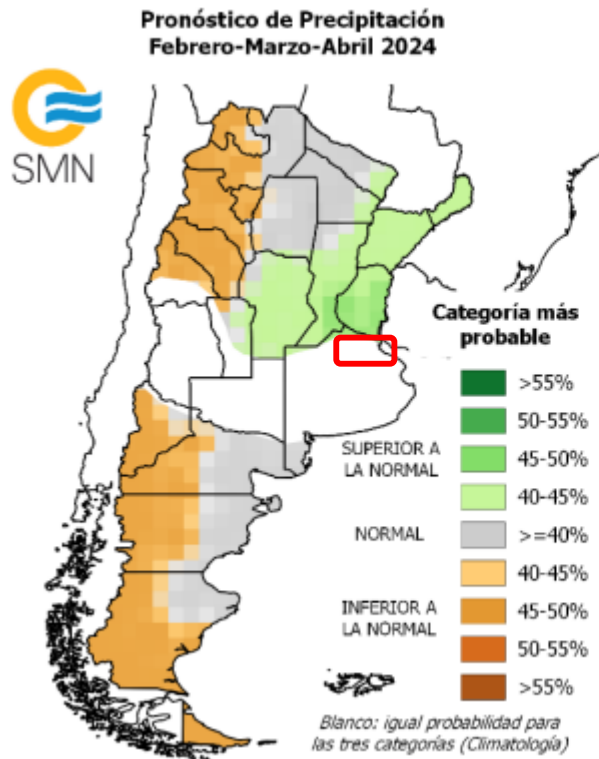 Pronóstico de Precipitación
Febrero-Marzo-Abril 2024
SMN
Categoría más
probable
>55%
50-55%
SUPERIOR A
LA NORMAL
45-50%
40-45%
NORMAL
>=40%
40-45%
INFERIOR A
LA NORMAL
45-50%
50-55%
>55%
Blanco: igual probabilidad para
las tres categorías (Climatología)